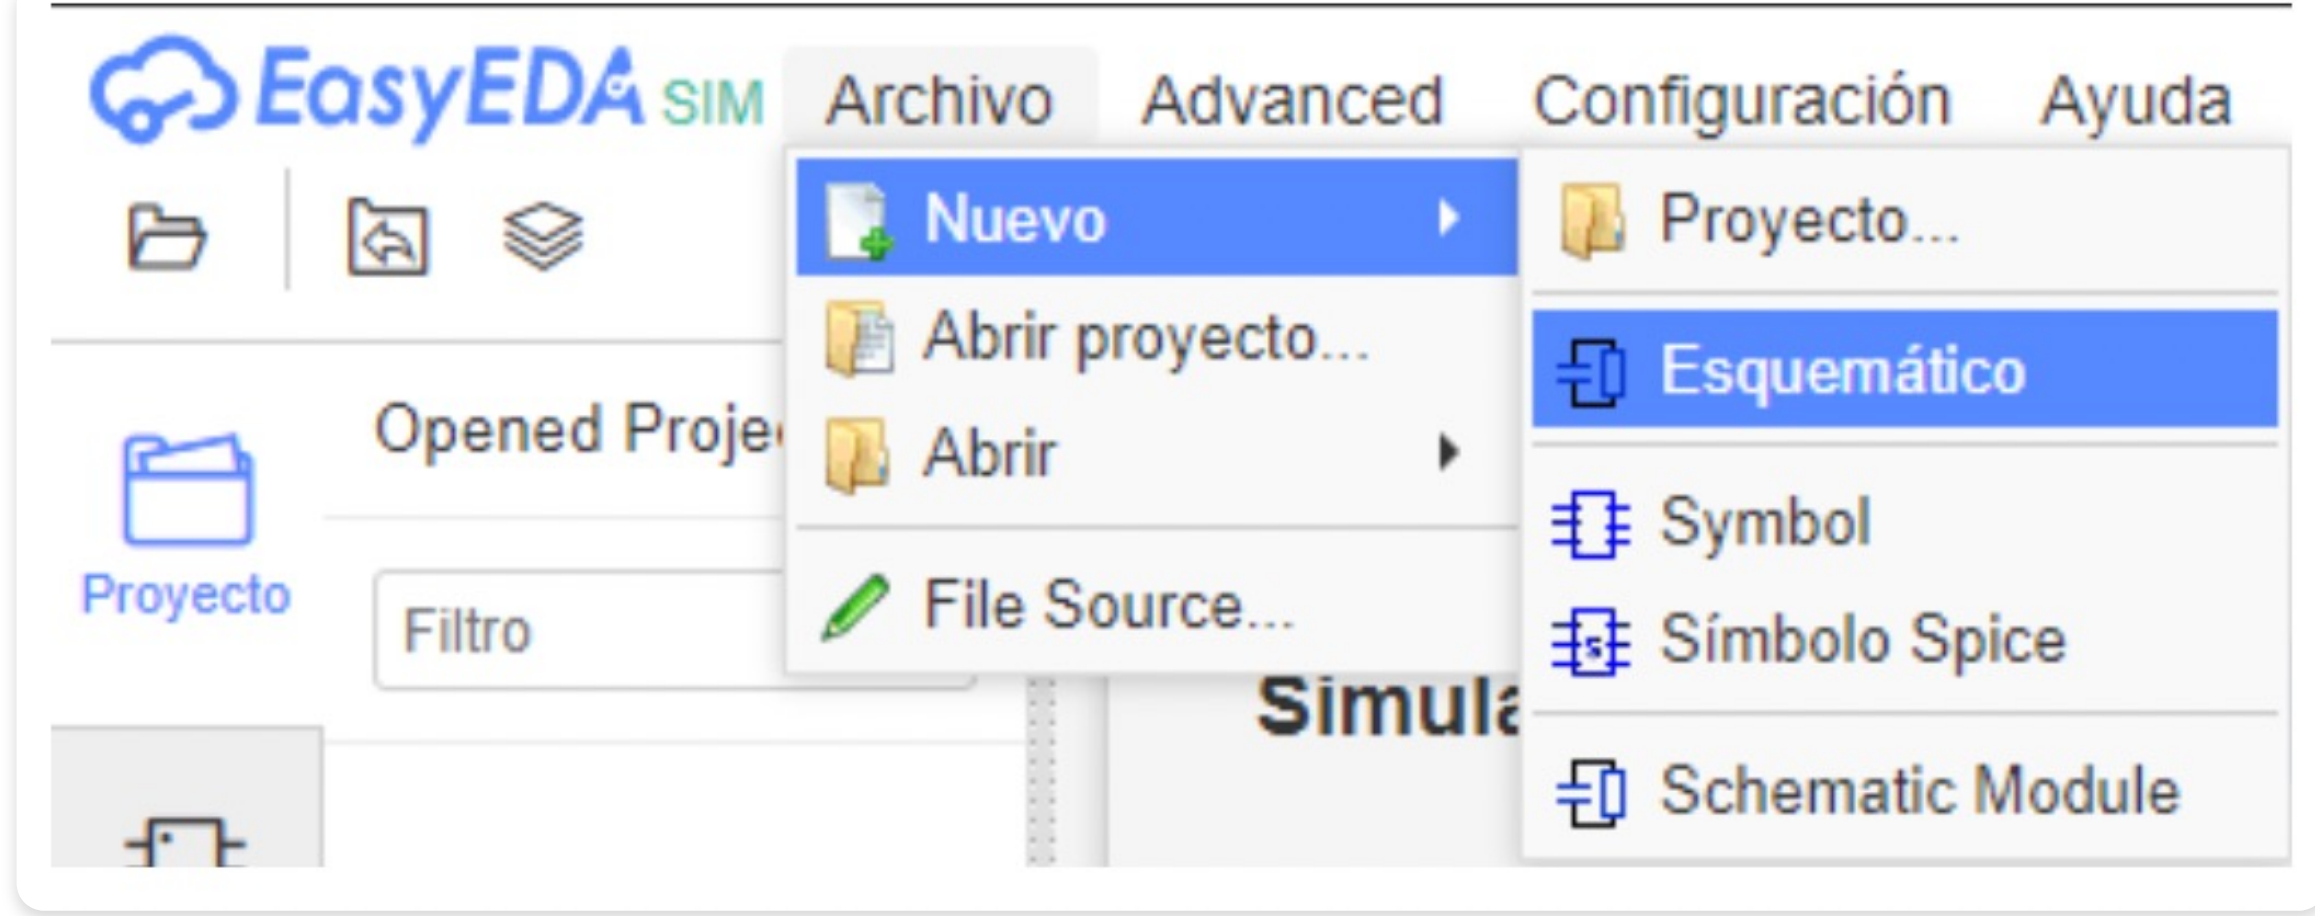 EasyEDA SIM Archivo Advanced Configuración Ayuda
Nuevo
Proyecto...
Abrir proyecto...
Esquemático
Opened Proje
Abrir
Symbol
Proyecto
Filtro
File Source...
Símbolo Spice
Simula
Schematic Module